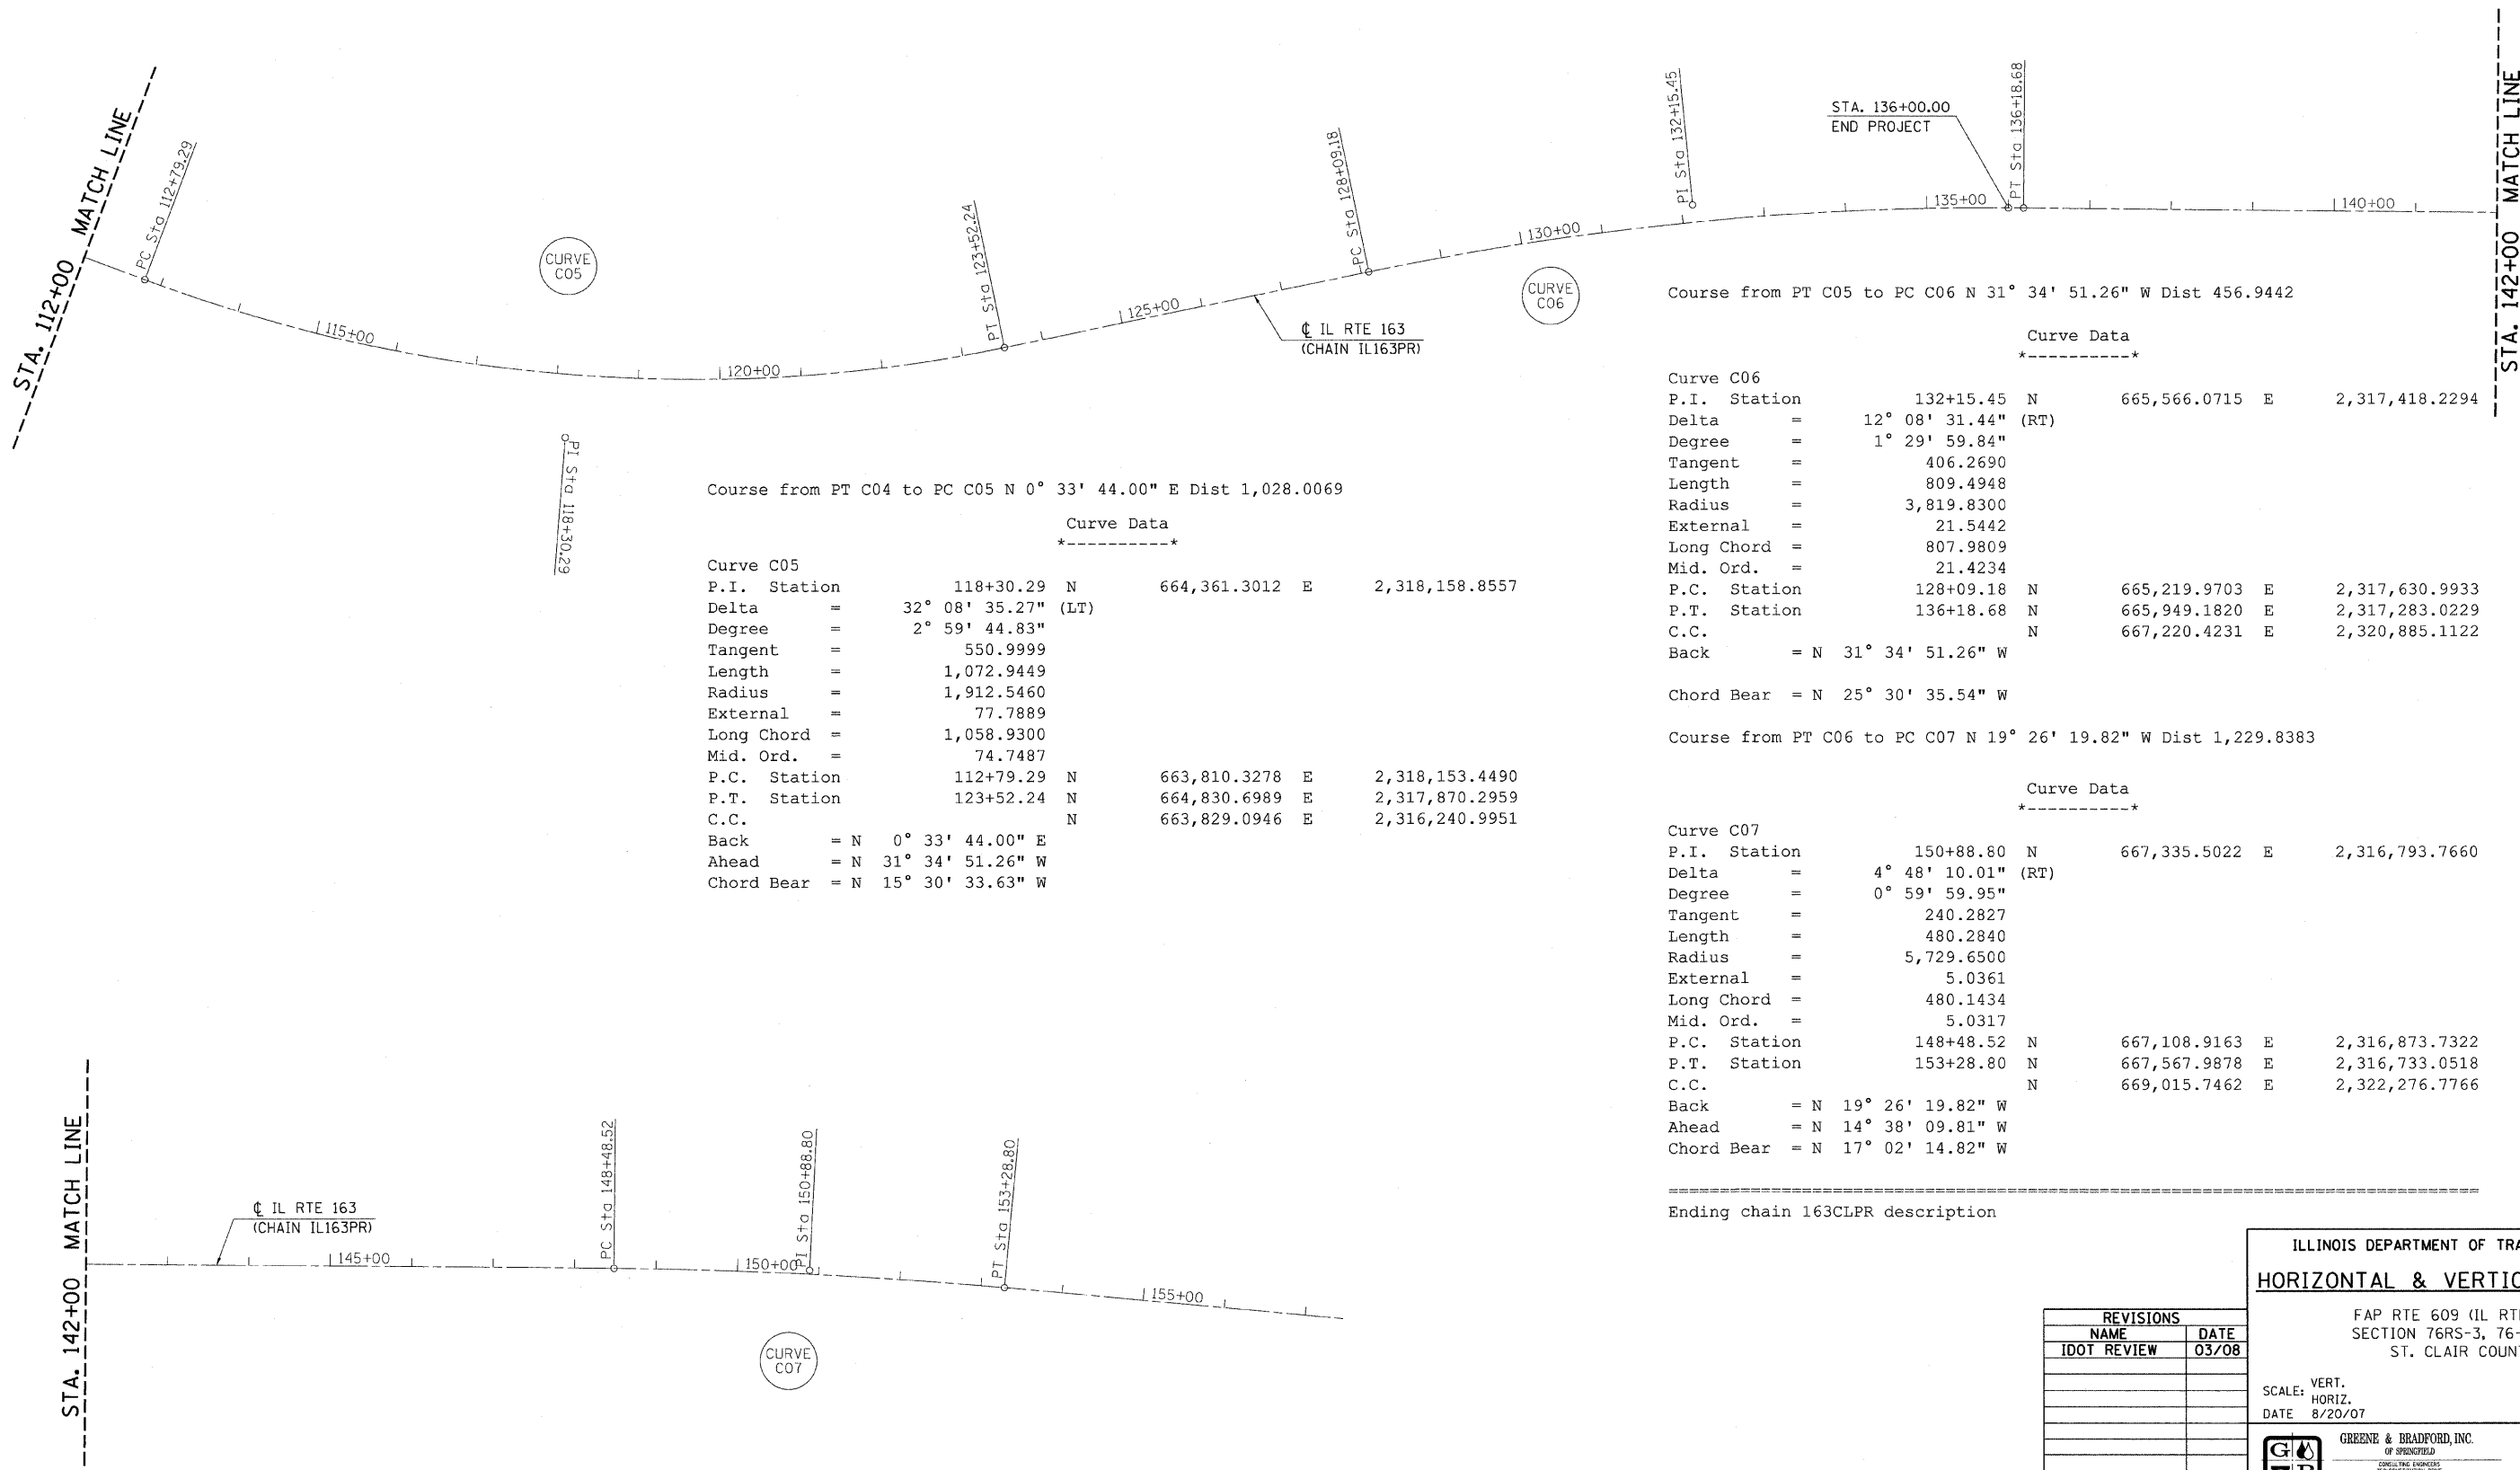 STA. 112+00 MATCH LINE
PC Sta 112+79.29
CURVE
C05
115+00
120+00
PI Sta 118+30.29
PT Sta 123+52.24
125+00
℄ IL RTE 163
(CHAIN IL163PR)
PC Sta 128+09.18
CURVE
C06
130+00
PI Sta 132+15.45
STA. 136+00.00
END PROJECT
135+00
PT Sta 136+18.68
140+00
STA. 142+00 MATCH LINE
Course from PT C04 to PC C05 N 0° 33' 44.00" E Dist 1,028.0069
Curve Data
*----------*
Curve C05
P.I. Station 118+30.29 N 664,361.3012 E 2,318,158.8557
Delta = 32° 08' 35.27" (LT)
Degree = 2° 59' 44.83"
Tangent = 550.9999
Length = 1,072.9449
Radius = 1,912.5460
External = 77.7889
Long Chord = 1,058.9300
Mid. Ord. = 74.7487
P.C. Station 112+79.29 N 663,810.3278 E 2,318,153.4490
P.T. Station 123+52.24 N 664,830.6989 E 2,317,870.2959
C.C. N 663,829.0946 E 2,316,240.9951
Back = N 0° 33' 44.00" E
Ahead = N 31° 34' 51.26" W
Chord Bear = N 15° 30' 33.63" W
Course from PT C05 to PC C06 N 31° 34' 51.26" W Dist 456.9442
Curve Data
*----------*
Curve C06
P.I. Station 132+15.45 N 665,566.0715 E 2,317,418.2294
Delta = 12° 08' 31.44" (RT)
Degree = 1° 29' 59.84"
Tangent = 406.2690
Length = 809.4948
Radius = 3,819.8300
External = 21.5442
Long Chord = 807.9809
Mid. Ord. = 21.4234
P.C. Station 128+09.18 N 665,219.9703 E 2,317,630.9933
P.T. Station 136+18.68 N 665,949.1820 E 2,317,283.0229
C.C. N 667,220.4231 E 2,320,885.1122
Back = N 31° 34' 51.26" W
Chord Bear = N 25° 30' 35.54" W
Course from PT C06 to PC C07 N 19° 26' 19.82" W Dist 1,229.8383
Curve Data
*----------*
Curve C07
P.I. Station 150+88.80 N 667,335.5022 E 2,316,793.7660
Delta = 4° 48' 10.01" (RT)
Degree = 0° 59' 59.95"
Tangent = 240.2827
Length = 480.2840
Radius = 5,729.6500
External = 5.0361
Long Chord = 480.1434
Mid. Ord. = 5.0317
P.C. Station 148+48.52 N 667,108.9163 E 2,316,873.7322
P.T. Station 153+28.80 N 667,567.9878 E 2,316,733.0518
C.C. N 669,015.7462 E 2,322,276.7766
Back = N 19° 26' 19.82" W
Ahead = N 14° 38' 09.81" W
Chord Bear = N 17° 02' 14.82" W
Ending chain 163CLPR description
STA. 142+00 MATCH LINE
℄ IL RTE 163
(CHAIN IL163PR)
145+00
PC Sta 148+48.52
150+00
PI Sta 150+88.80
PT Sta 153+28.80
155+00
CURVE
C07
REVISIONS
NAME DATE
IDOT REVIEW 03/08
ILLINOIS DEPARTMENT OF TRA
HORIZONTAL & VERTIC
FAP RTE 609 (IL RT
SECTION 76RS-3, 76-
ST. CLAIR COUN
SCALE: VERT.
HORIZ.
DATE 8/20/07
GREENE & BRADFORD, INC.
OF SPRINGFIELD
CONSULTING ENGINEERS